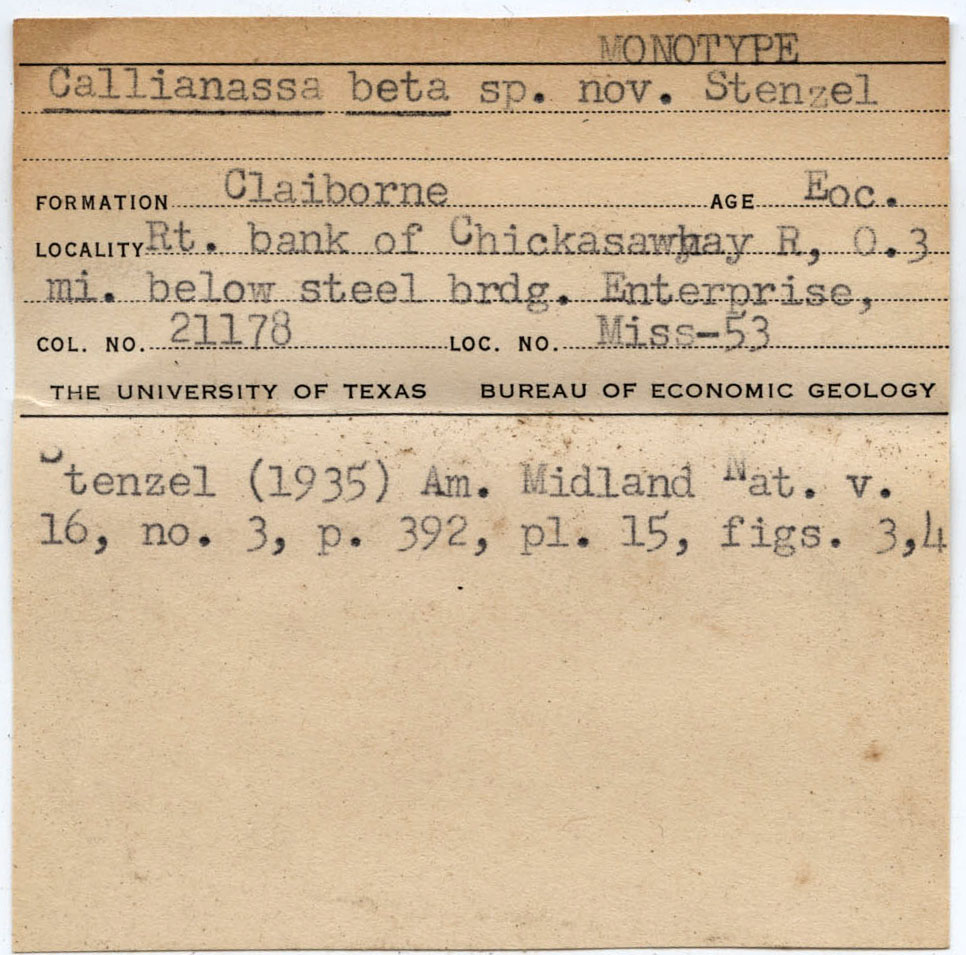 MONOTYPE
Callianassa beta sp. nov. Stenzel
FORMATION Claiborne AGE Eoc.
LOCALITY Rt. bank of Chickasawhay R, 0.3
mi. below steel brdg. Enterprise,
COL. NO. 21178 LOC. NO. Miss-53
THE UNIVERSITY OF TEXAS BUREAU OF ECONOMIC GEOLOGY
Stenzel (1935) Am. Midland Nat. v.
16, no. 3, p. 392, pl. 15, figs. 3,4